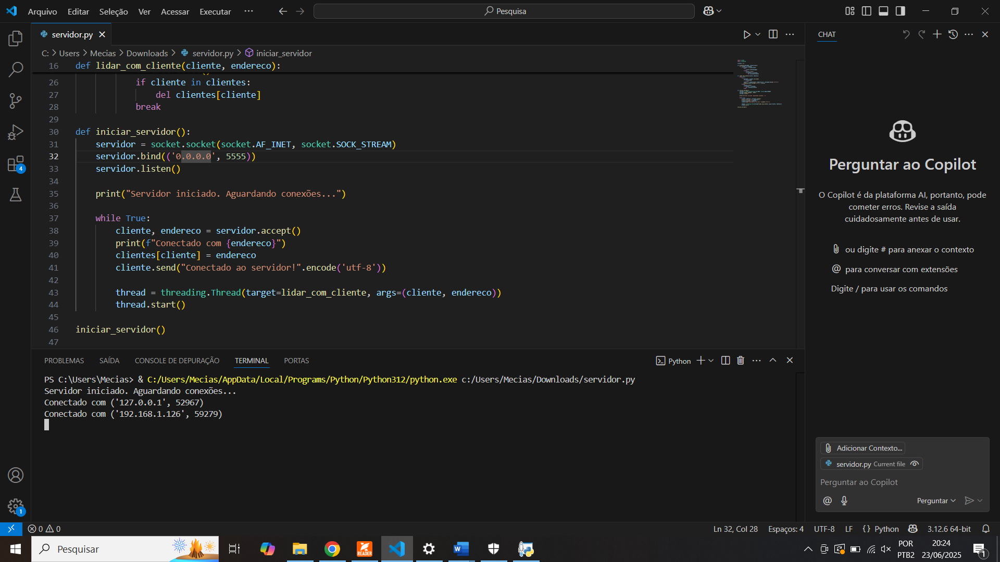 Arquivo Editar Seleção Ver Acessar Executar ··· Pesquisa
servidor.py
CHAT
C: > Users > Mecias > Downloads > servidor.py > iniciar_servidor
16 def lidar_com_cliente(cliente, endereco):
26 if cliente in clientes:
27 del clientes[cliente]
28 break
29
30 def iniciar_servidor():
31 servidor = socket.socket(socket.AF_INET, socket.SOCK_STREAM)
32 servidor.bind(('0.0.0.0', 5555))
33 servidor.listen()
34
35 print("Servidor iniciado. Aguardando conexões...")
36
37 while True:
38 cliente, endereco = servidor.accept()
39 print(f"Conectado com {endereco}")
40 clientes[cliente] = endereco
41 cliente.send("Conectado ao servidor!".encode('utf-8'))
42
43 thread = threading.Thread(target=lidar_com_cliente, args=(cliente, endereco))
44 thread.start()
45
46 iniciar_servidor()
47
Perguntar ao Copilot
O Copilot é da plataforma AI, portanto, pode
cometer erros. Revise a saída
cuidadosamente antes de usar.
ou digite # para anexar o contexto
@ para conversar com extensões
Digite / para usar os comandos
4
PROBLEMAS SAÍDA CONSOLE DE DEPURAÇÃO TERMINAL PORTAS Python
PS C:\Users\Mecias> & C:/Users/Mecias/AppData/Local/Programs/Python/Python312/python.exe c:/Users/Mecias/Downloads/servidor.py
Servidor iniciado. Aguardando conexões...
Conectado com ('127.0.0.1', 52967)
Conectado com ('192.168.1.126', 59279)
Adicionar Contexto...
servidor.py Current file
Perguntar ao Copilot
@ Perguntar
1
0 0 Ln 32, Col 28 Espaços: 4 UTF-8 LF {} Python 3.12.6 64-bit
Pesquisar
READER
W
POR
PTB2
20:24
23/06/2025
1